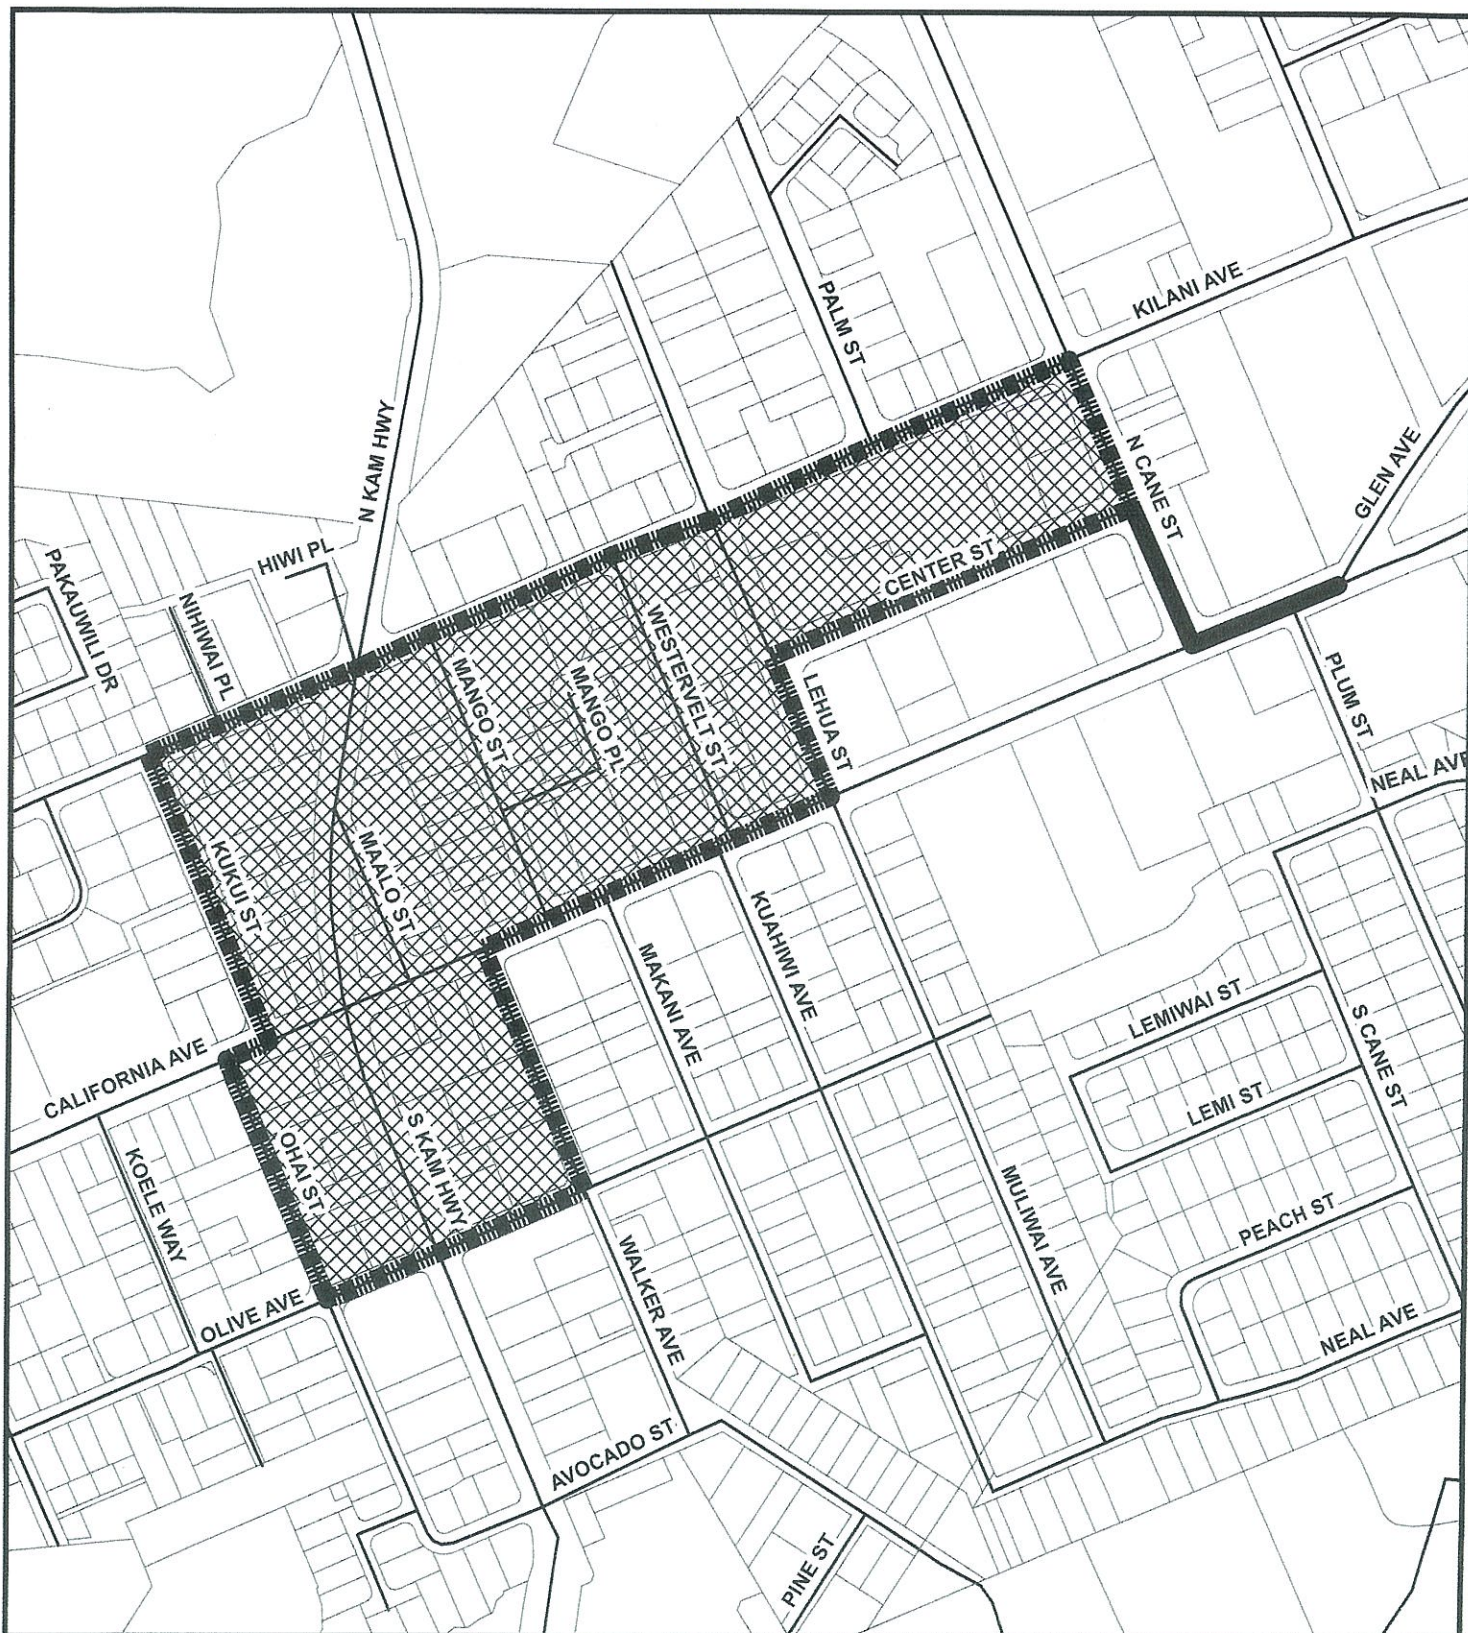 PALM ST
KILANI AVE
N KAM HWY
N CANE ST
GLEN AVE
HIWI PL
PAKAUWILI DR
NIHIWAI PL
CENTER ST
WESTERVELT ST
MANGO ST
MANGO PL
LEHUA ST
PLUM ST
NEAL AVE
KUKUI ST
MAALO ST
KUAHIWI AVE
MAKANI AVE
LEMIWAI ST
S CANE ST
CALIFORNIA AVE
LEMI ST
OHAI ST
S KAM HWY
KOELE WAY
MULIWAI AVE
PEACH ST
WALKER AVE
OLIVE AVE
NEAL AVE
AVOCADO ST
PINE ST